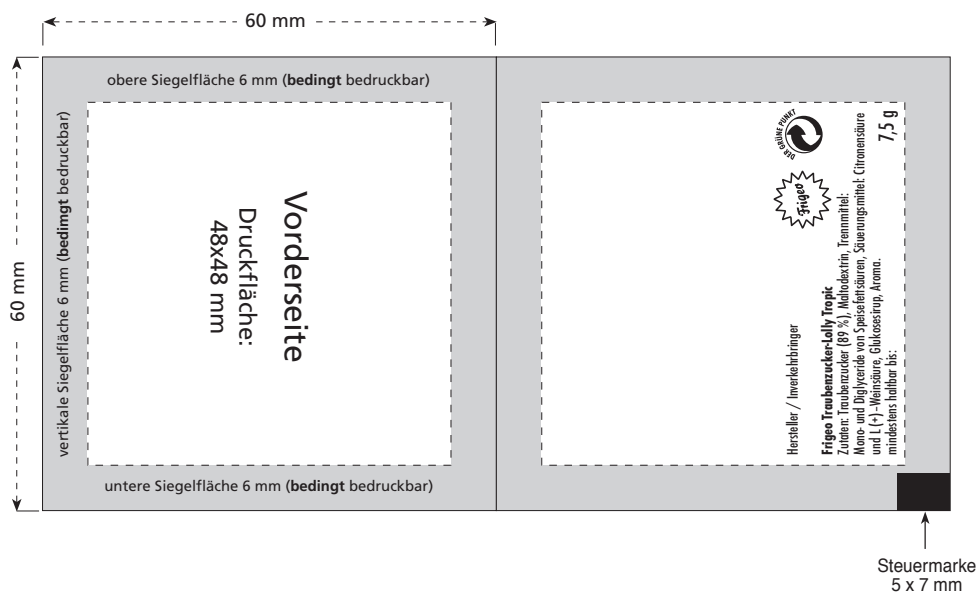 60 mm
60 mm
obere Siegelfläche 6 mm (bedingt bedruckbar)
vertikale Siegelfläche 6 mm (bedimgt bedruckbar)
Vorderseite
Druckfläche:
48x48 mm
untere Siegelfläche 6 mm (bedingt bedruckbar)
DER GRÜNE PUNKT
Frigeo
Hersteller / Inverkehrbringer
Frigeo Traubenzucker-Lolly Tropic
Zutaten: Traubenzucker (89 %), Maltodextrin, Trennmittel:
Mono- und Diglyceride von Speisefettsäuren, Säuerungsmittel: Citronensäure
und L(+)-Weinsäure, Glukosesirup, Aroma.
mindestens haltbar bis:
7,5 g
Steuermarke
5 x 7 mm